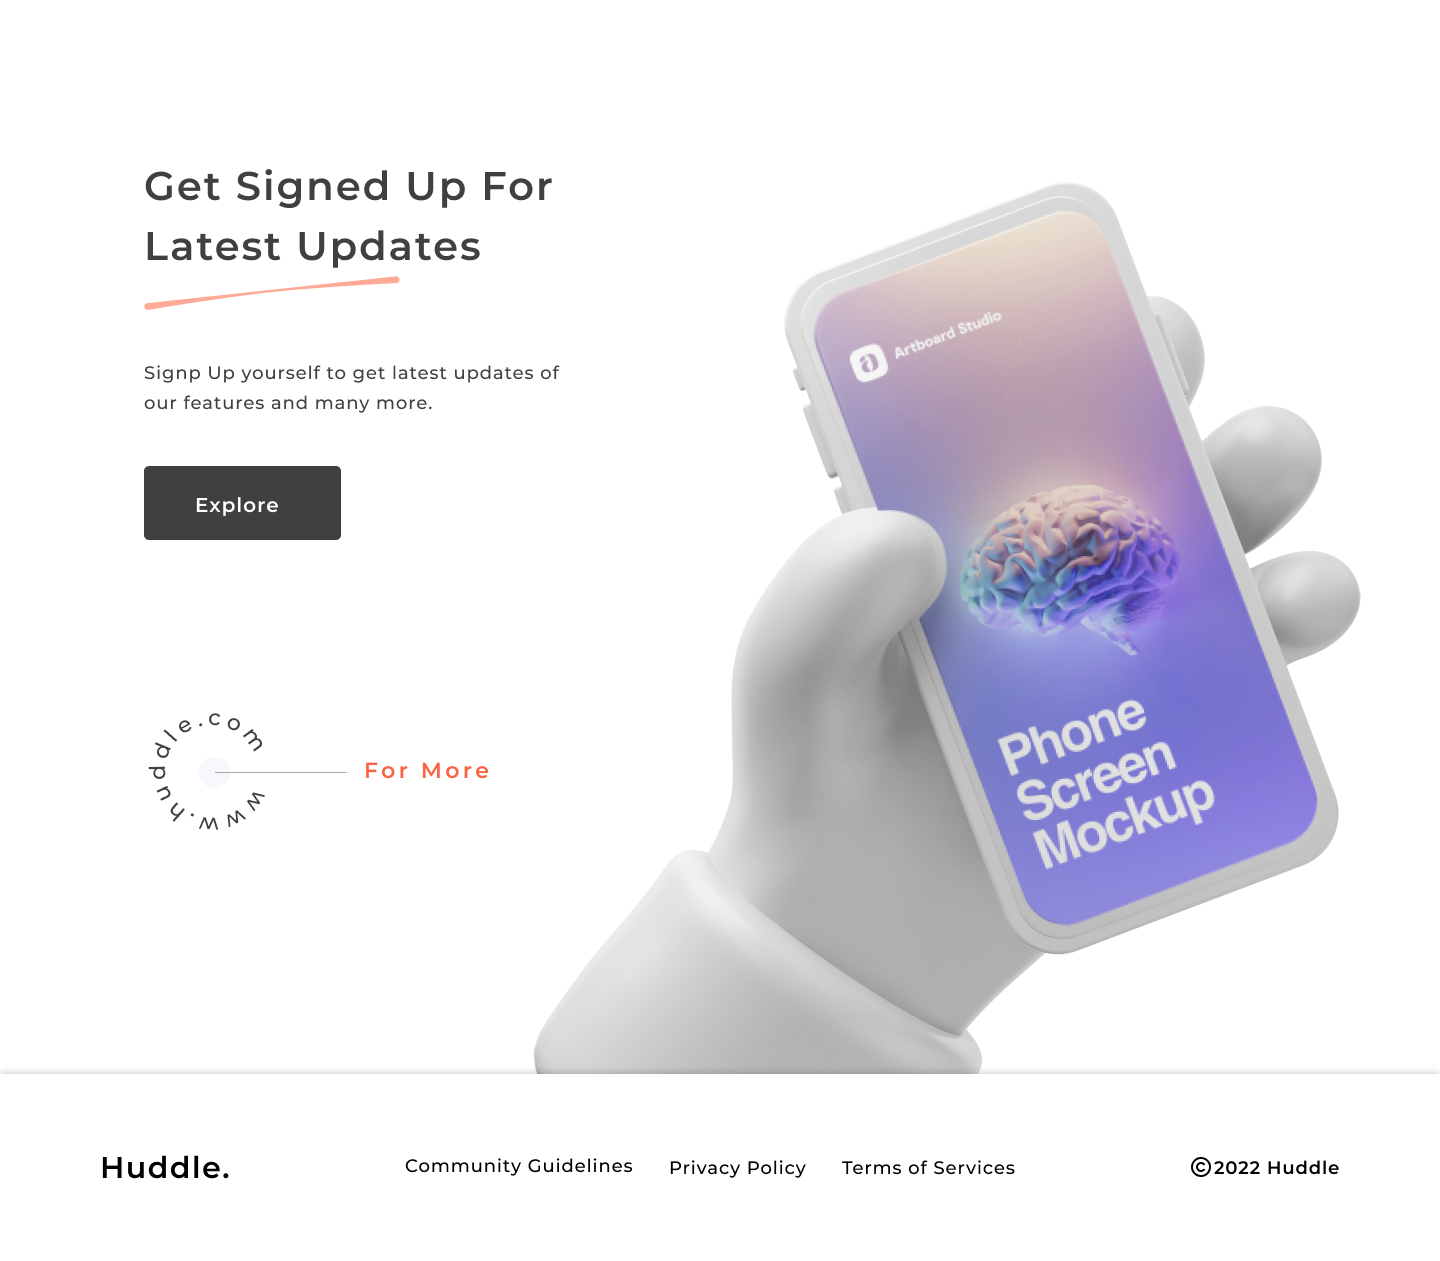 Get Signed Up For
Latest Updates
Signp Up yourself to get latest updates of
our features and many more.
Explore
www.huddle.com
For More
Artboard Studio
Phone
Screen
Mockup
Huddle.
Community Guidelines
Privacy Policy
Terms of Services
©2022 Huddle